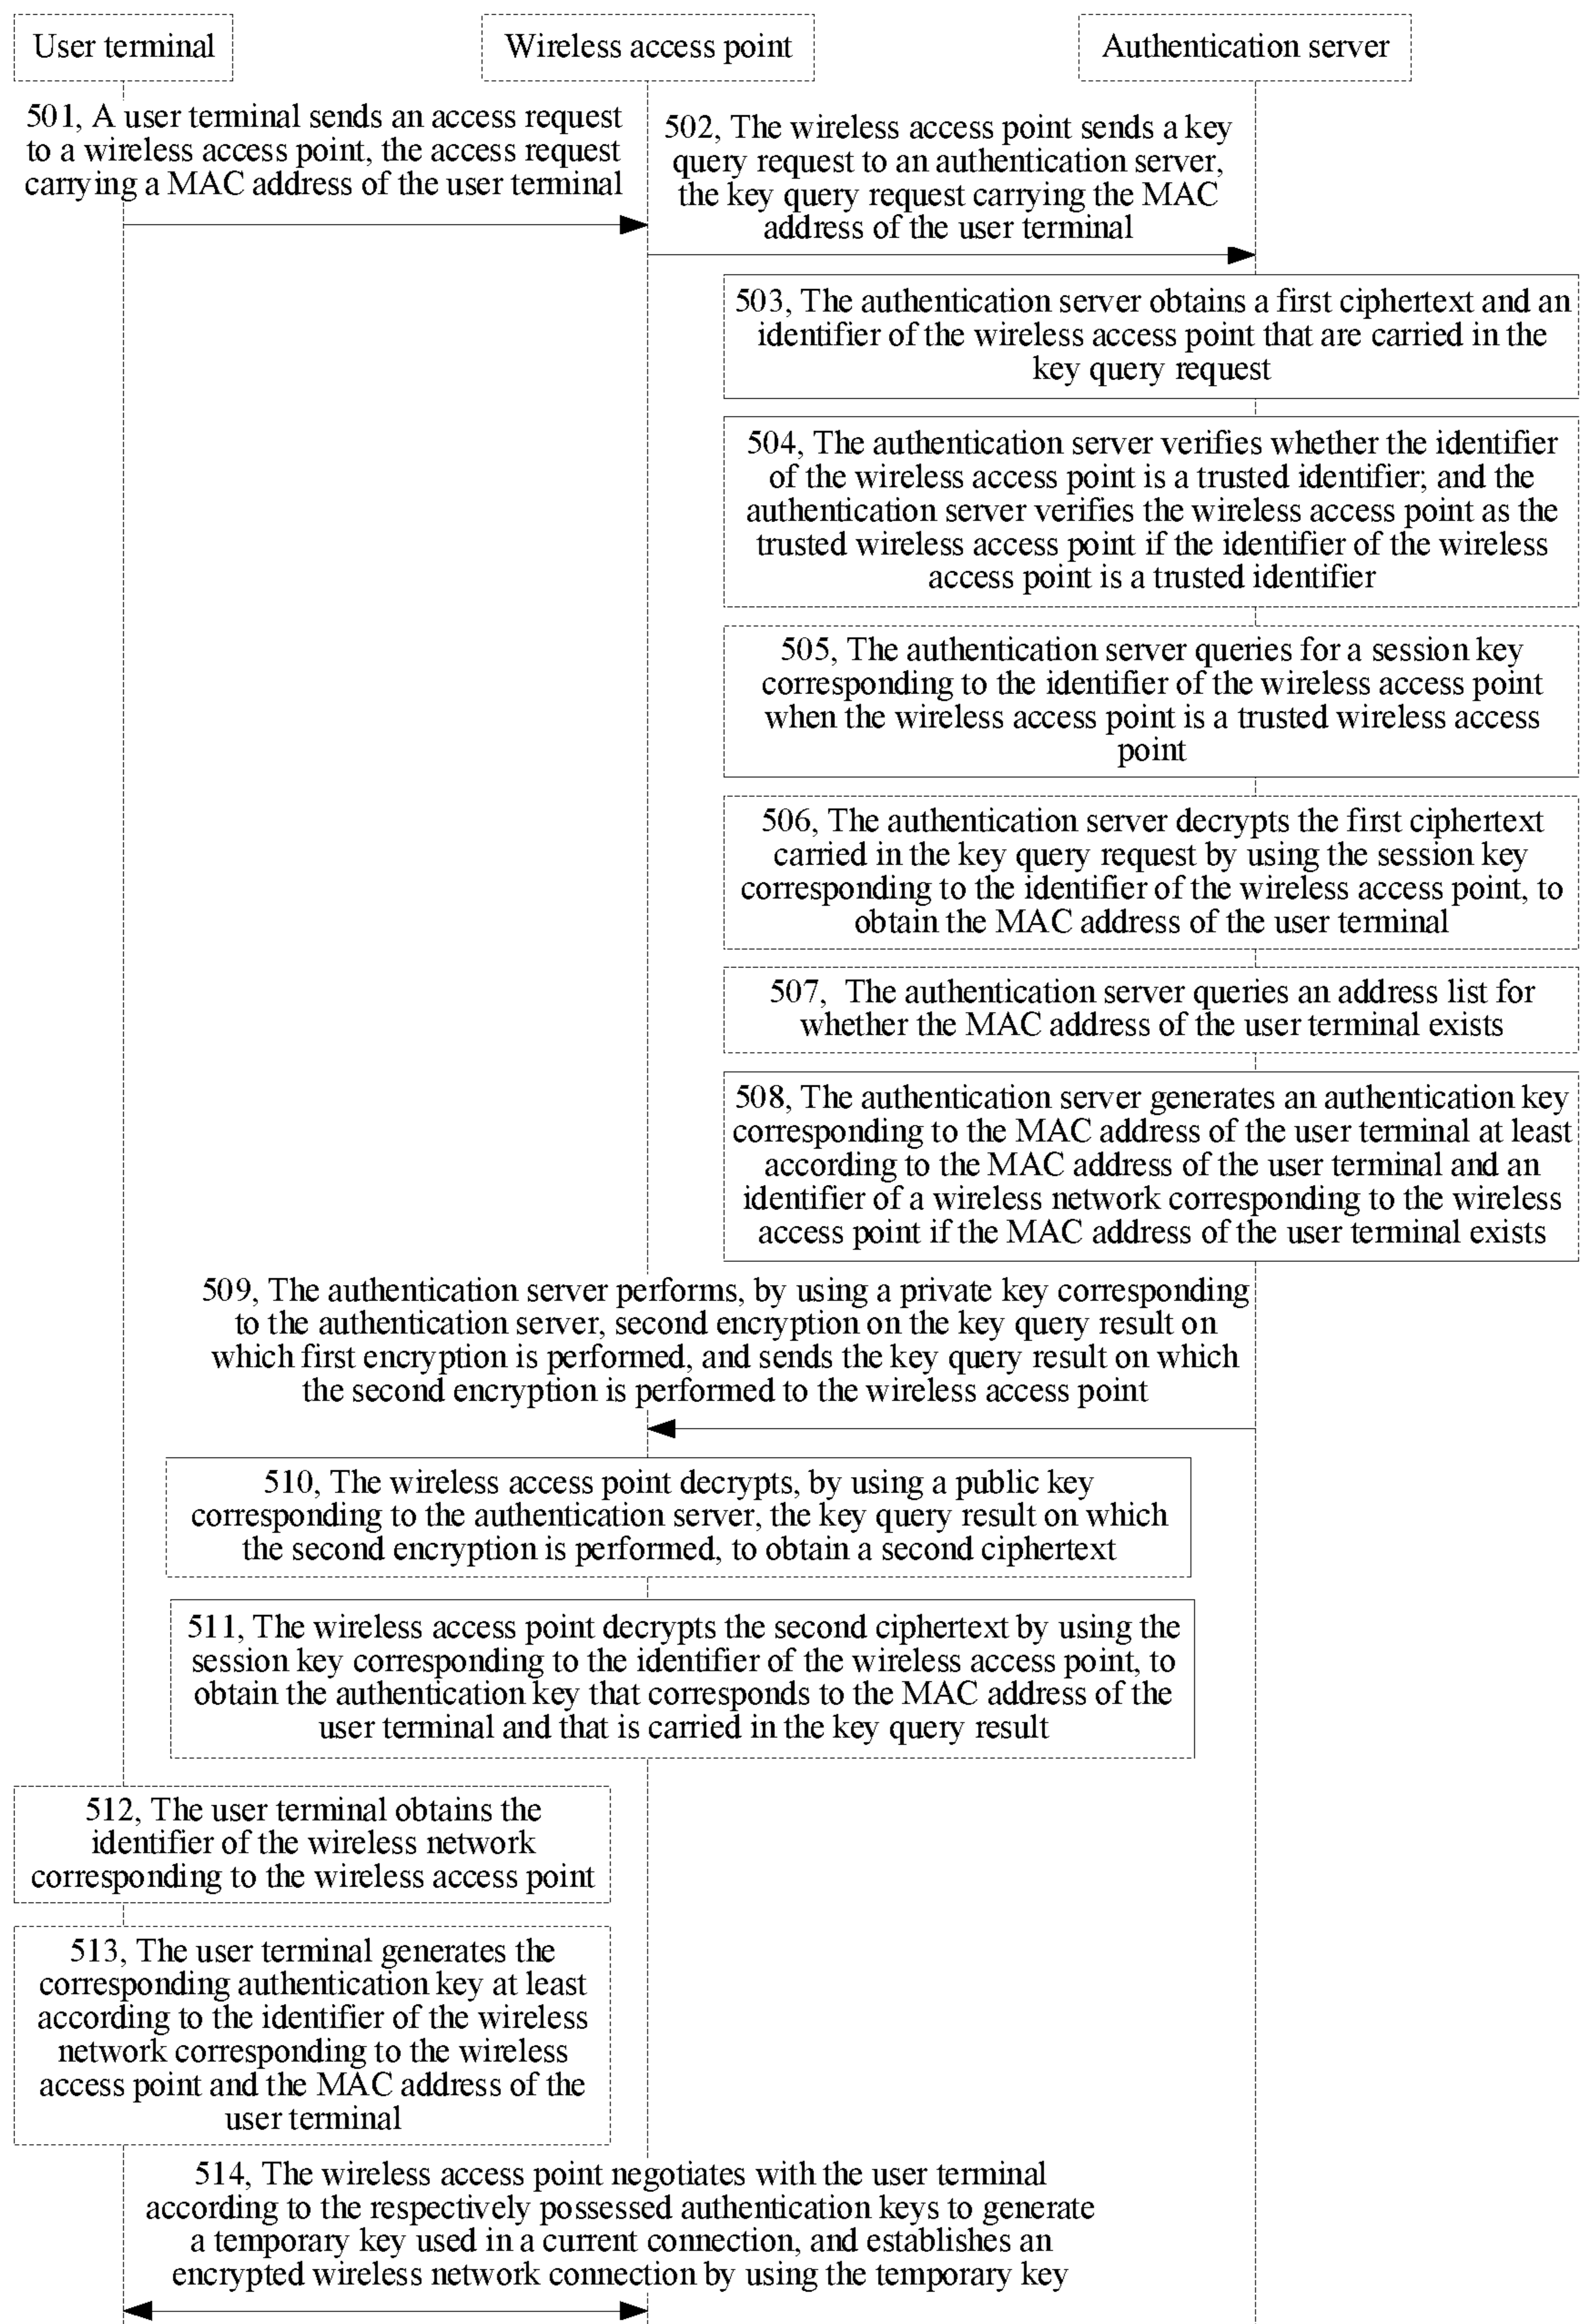 User terminal
Wireless access point
Authentication server
501, A user terminal sends an access request
to a wireless access point, the access request
carrying a MAC address of the user terminal
502, The wireless access point sends a key
query request to an authentication server,
the key query request carrying the MAC
address of the user terminal
503, The authentication server obtains a first ciphertext and an
identifier of the wireless access point that are carried in the
key query request
504, The authentication server verifies whether the identifier
of the wireless access point is a trusted identifier; and the
authentication server verifies the wireless access point as the
trusted wireless access point if the identifier of the wireless
access point is a trusted identifier
505, The authentication server queries for a session key
corresponding to the identifier of the wireless access point
when the wireless access point is a trusted wireless access
point
506, The authentication server decrypts the first ciphertext
carried in the key query request by using the session key
corresponding to the identifier of the wireless access point, to
obtain the MAC address of the user terminal
507, The authentication server queries an address list for
whether the MAC address of the user terminal exists
508, The authentication server generates an authentication key
corresponding to the MAC address of the user terminal at least
according to the MAC address of the user terminal and an
identifier of a wireless network corresponding to the wireless
access point if the MAC address of the user terminal exists
509, The authentication server performs, by using a private key corresponding
to the authentication server, second encryption on the key query result on
which first encryption is performed, and sends the key query result on which
the second encryption is performed to the wireless access point
510, The wireless access point decrypts, by using a public key
corresponding to the authentication server, the key query result on which
the second encryption is performed, to obtain a second ciphertext
511, The wireless access point decrypts the second ciphertext by using the
session key corresponding to the identifier of the wireless access point, to
obtain the authentication key that corresponds to the MAC address of the
user terminal and that is carried in the key query result
512, The user terminal obtains the
identifier of the wireless network
corresponding to the wireless access point
513, The user terminal generates the
corresponding authentication key at least
according to the identifier of the wireless
network corresponding to the wireless
access point and the MAC address of the
user terminal
514, The wireless access point negotiates with the user terminal
according to the respectively possessed authentication keys to generate
a temporary key used in a current connection, and establishes an
encrypted wireless network connection by using the temporary key